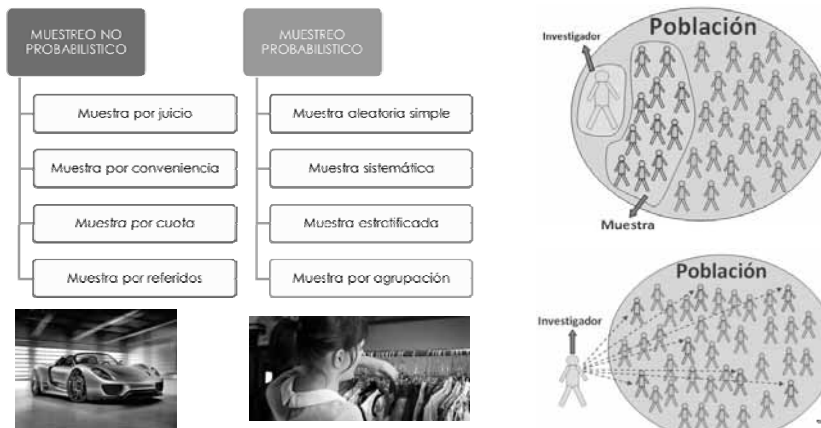 MUESTREO NO
PROBABILISTICO
Muestra por juicio
Muestra por conveniencia
Muestra por cuota
Muestra por referidos
MUESTREO
PROBABILISTICO
Muestra aleatoria simple
Muestra sistemática
Muestra estratificada
Muestra por agrupación
Población
Investigador
Muestra
Población
Investigador